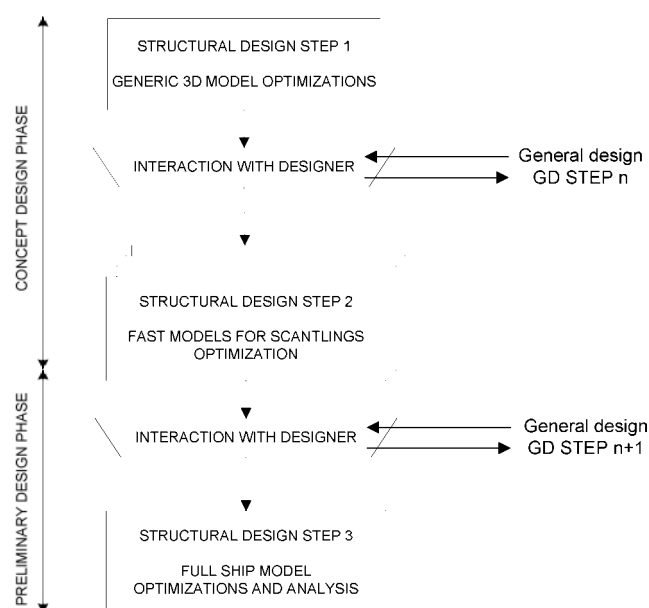 STRUCTURAL DESIGN STEP 1
GENERIC 3D MODEL OPTIMIZATIONS
CONCEPT DESIGN PHASE
INTERACTION WITH DESIGNER
General design
GD STEP n
STRUCTURAL DESIGN STEP 2
FAST MODELS FOR SCANTLINGS
OPTIMIZATION
PRELIMINARY DESIGN PHASE
INTERACTION WITH DESIGNER
General design
GD STEP n+1
STRUCTURAL DESIGN STEP 3
FULL SHIP MODEL
OPTIMIZATIONS AND ANALYSIS